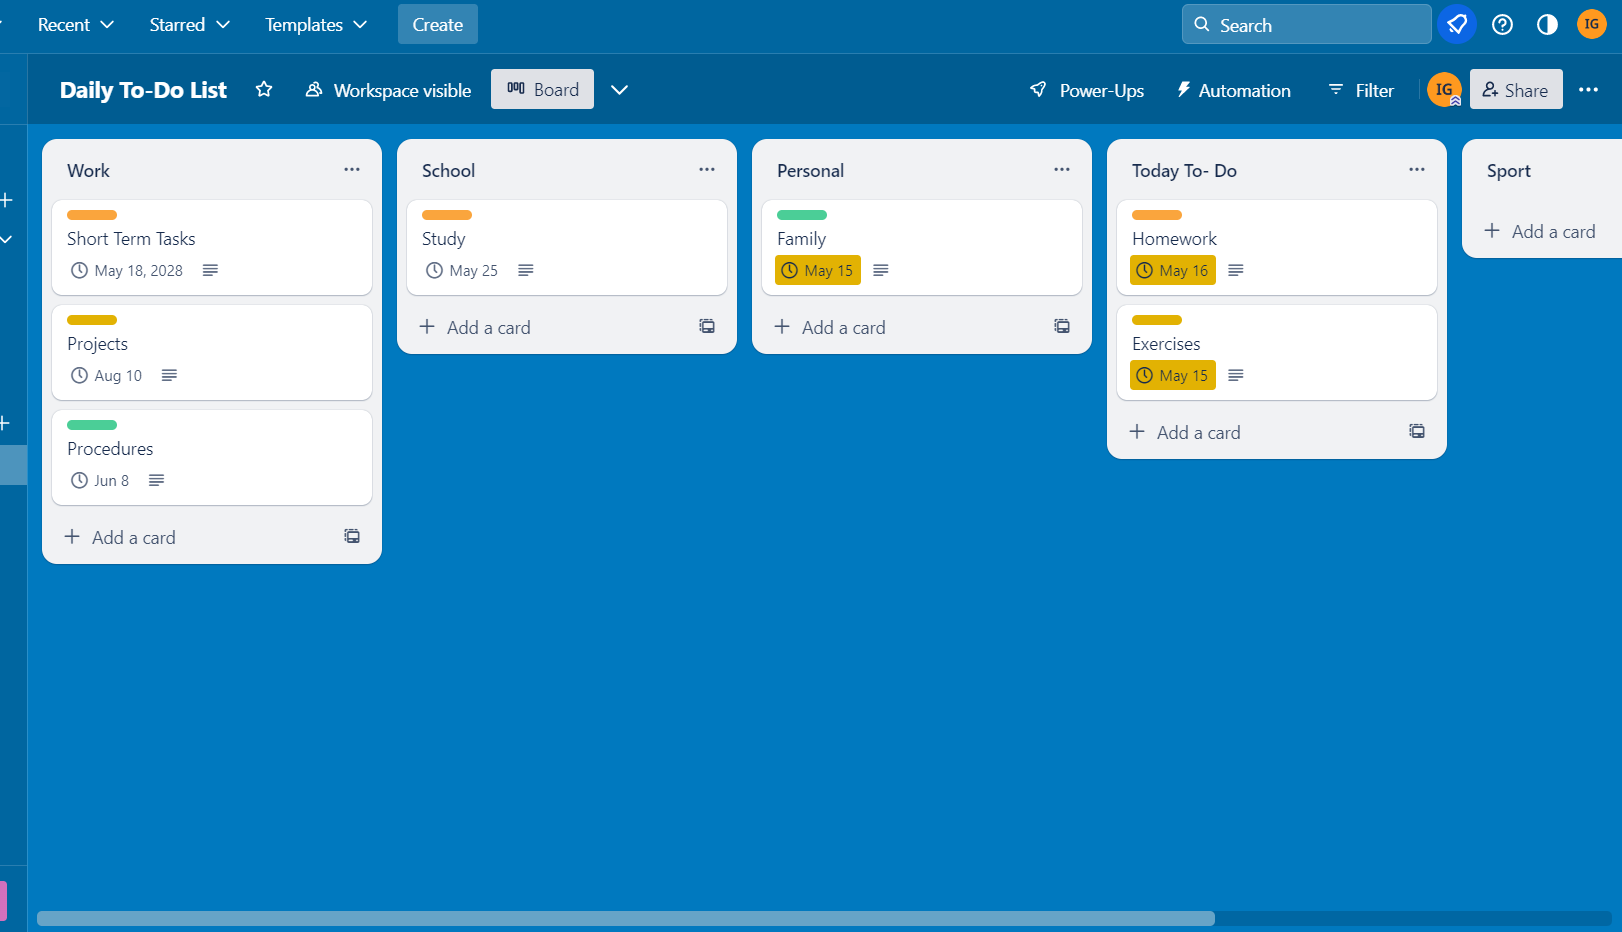 Recent
Starred
Templates
Create
Search
IG
Daily To-Do List
Workspace visible
Board
Power-Ups
Automation
Filter
IG
Share
Work
Short Term Tasks
May 18, 2028
Projects
Aug 10
Procedures
Jun 8
Add a card
School
Study
May 25
Add a card
Personal
Family
May 15
Add a card
Today To- Do
Homework
May 16
Exercises
May 15
Add a card
Sport
Add a card